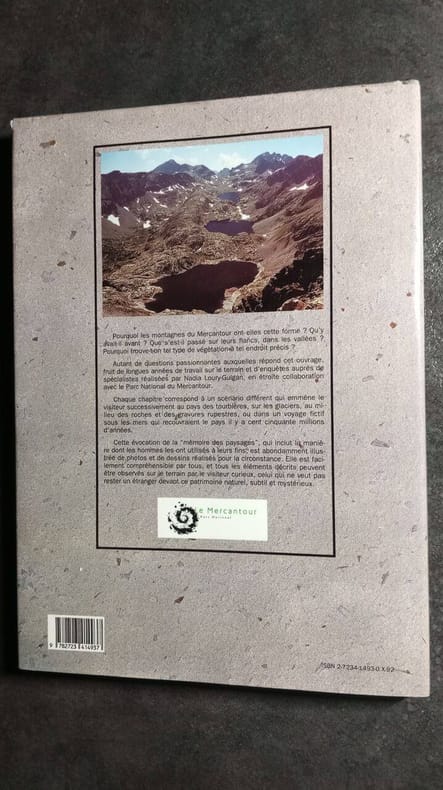 Pourquoi les montagnes du Mercantour ont-elles cette forme ? Qu'y
avait-il avant ? Que s'est-il passé sur leurs flancs, dans les vallées ?
Pourquoi trouve-t-on tel type de végétation à tel endroit précis ?
Autant de questions passionnantes auxquelles répond cet ouvrage,
fruit de longues années de travail sur le terrain et d'enquêtes auprès de
spécialistes réalisées par Nadia Loury-Guigan, en étroite collaboration
avec le Parc National du Mercantour.
Chaque chapitre correspond à un scénario différent qui emmène le
visiteur successivement au pays des tourbières, sur les glaciers, au mi-
lieu des roches et des gravures rupestres, ou dans un voyage fictif
sous les mers qui recouvraient le pays il y a cent cinquante millions
d'années.
Cette évocation de la "mémoire des paysages", qui inclut la maniè-
re dont les hommes les ont utilisés à leurs fins, est abondamment illus-
trée de photos et de dessins réalisés pour la circonstance. Elle est faci-
lement compréhensible par tous, et tous les éléments décrits peuvent
être observés sur le terrain par le visiteur curieux, celui qui ne veut pas
rester un étranger devant ce patrimoine naturel, subtil et mystérieux.
Le Mercantour
Parc National
9 782723 414937
ISBN 2-7234-1493-0 X-92